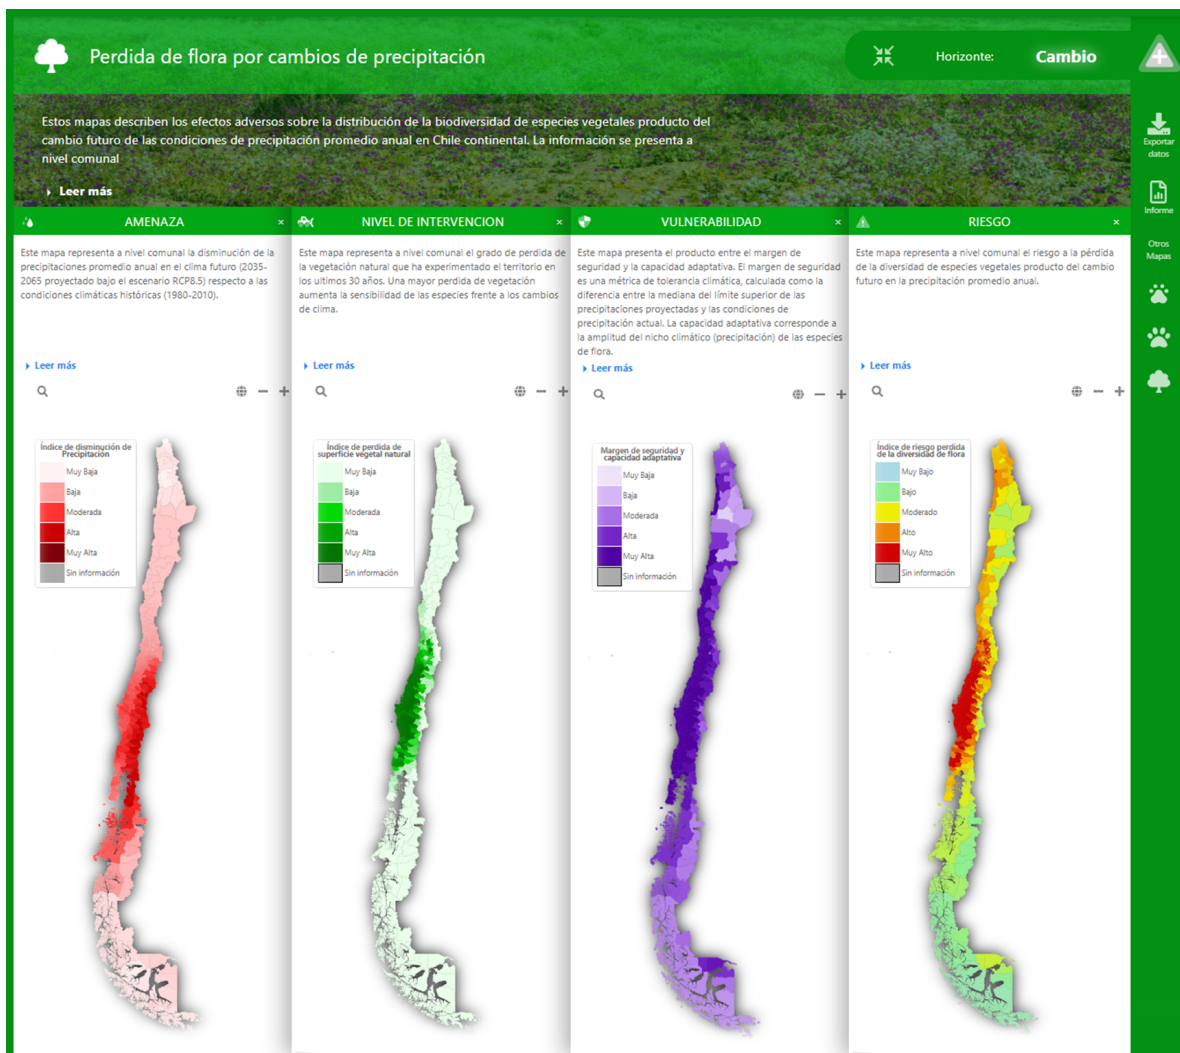 Perdida de flora por cambios de precipitación
Horizonte:
Cambio
Estos mapas describen los efectos adversos sobre la distribución de la biodiversidad de especies vegetales producto del
cambio futuro de las condiciones de precipitación promedio anual en Chile continental. La información se presenta a
nivel comunal
Leer más
Exportar
datos
Informe
Otros
Mapas
AMENAZA
×
Este mapa representa a nivel comunal la disminución de la
precipitaciones promedio anual en el clima futuro (2035-
2065 proyectado bajo el escenario RCP8.5) respecto a las
condiciones climáticas históricas (1980-2010).
Leer más
Índice de disminución de
Precipitación
Muy Baja
Baja
Moderada
Alta
Muy Alta
Sin información
NIVEL DE INTERVENCION
×
Este mapa representa a nivel comunal el grado de perdida de
la vegetación natural que ha experimentado el territorio en
los ultimos 30 años. Una mayor perdida de vegetación
aumenta la sensibilidad de las especies frente a los cambios
de clima.
Leer más
Índice de perdida de
superficie vegetal natural
Muy Baja
Baja
Moderada
Alta
Muy Alta
Sin información
VULNERABILIDAD
×
Este mapa presenta el producto entre el margen de
seguridad y la capacidad adaptativa. El margen de seguridad
es una métrica de tolerancia climática, calculada como la
diferencia entre la mediana del límite superior de las
precipitaciones proyectadas y las condiciones de
precipitación actual. La capacidad adaptativa corresponde a
la amplitud del nicho climático (precipitación) de las especies
de flora.
Leer más
Margen de seguridad y
capacidad adaptativa
Muy Baja
Baja
Moderada
Alta
Muy Alta
Sin información
RIESGO
×
Este mapa representa a nivel comunal el riesgo a la pérdida
de la diversidad de especies vegetales producto del cambio
futuro en la precipitación promedio anual.
Leer más
Índice de riesgo perdida
de la diversidad de flora
Muy Bajo
Bajo
Moderado
Alto
Muy Alto
Sin información